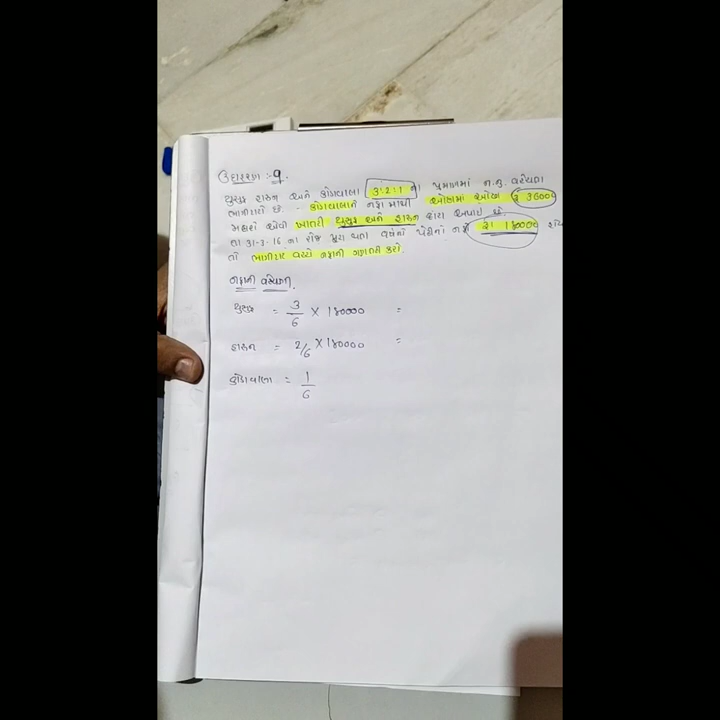 ઉદાહરણ :- 9.
યુસુફ હારુન અને કોડાવાલા 3:2:1 ના પ્રમાણમાં ન.નુ. વહેંચતા
ભાગીદારો છે. કોડાવાલાને નફા માંથી ઓછામાં ઓછા રૂ 36000
મળશે એવી ખાતરી યુસુફ અને હારુન દ્વારા અપાઇ છે.
તા 31-3-16 ના રોજ પૂરા થતા વર્ષનો પેઢીનો નફો રૂ। 180000
તો ભાગીદાર વચ્ચે નફાની ગણતરી કરો.
નફાની વહેંચણી.
યુસુફ = 3/6 X 180000 =
હારુન = 2/6 X 180000 =
કોડાવાલા = 1/6